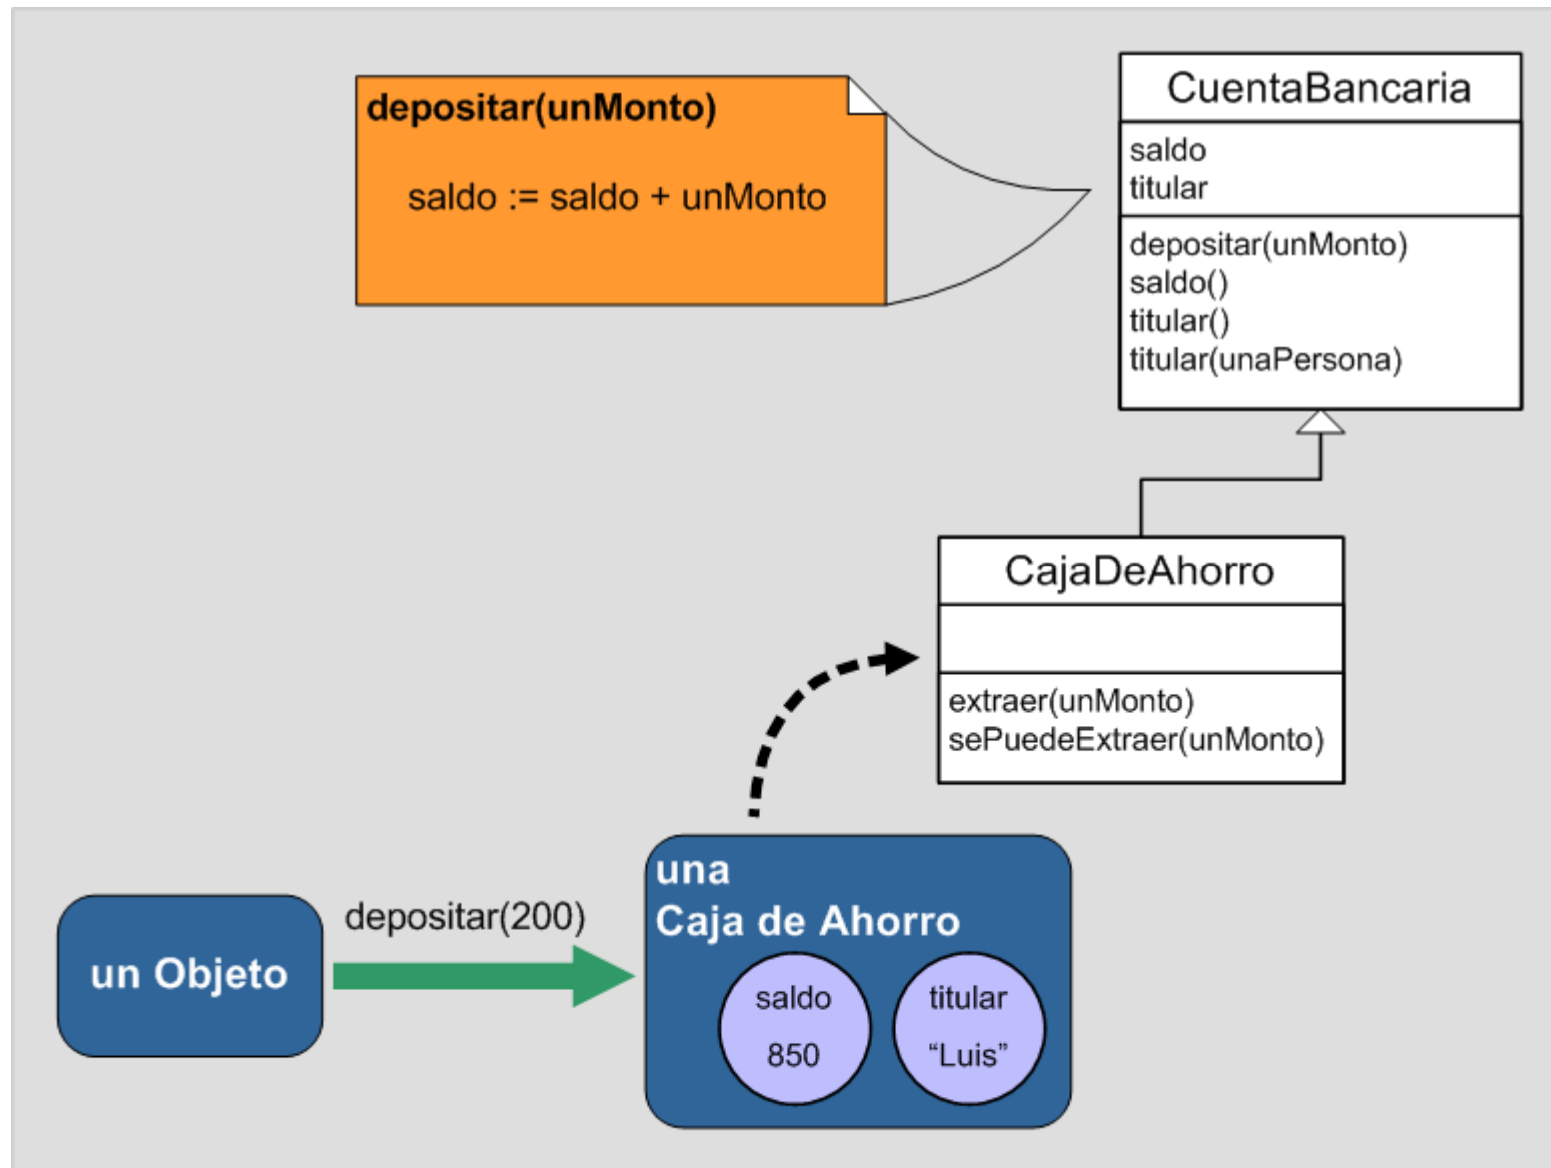 depositar(unMonto)
saldo := saldo + unMonto
CuentaBancaria
saldo
titular
depositar(unMonto)
saldo()
titular()
titular(unaPersona)
CajaDeAhorro
extraer(unMonto)
sePuedeExtraer(unMonto)
un Objeto
depositar(200)
una
Caja de Ahorro
saldo
850
titular
“Luis”